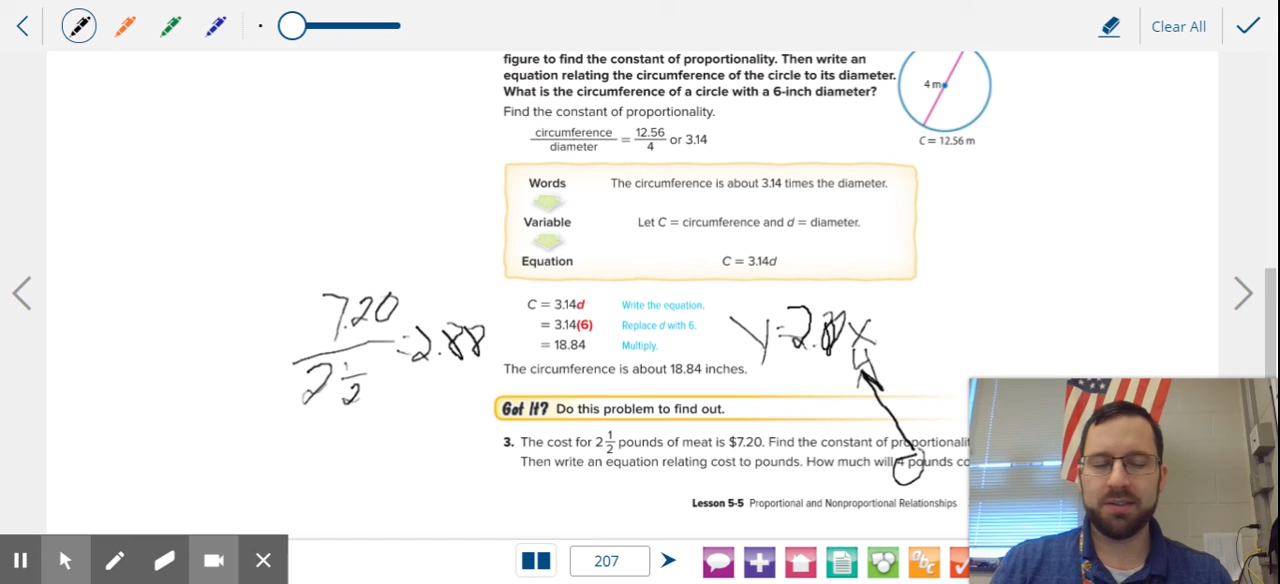 Clear All
figure to find the constant of proportionality. Then write an
equation relating the circumference of the circle to its diameter.
What is the circumference of a circle with a 6-inch diameter?
4 m
C = 12.56 m
Find the constant of proportionality.
circumference / diameter = 12.56 / 4 or 3.14
Words The circumference is about 3.14 times the diameter.
Variable Let C = circumference and d = diameter.
Equation C = 3.14d
C = 3.14d Write the equation.
= 3.14(6) Replace d with 6.
= 18.84 Multiply.
The circumference is about 18.84 inches.
7.20 / 2 1/2 = 2.88
y = 2.8 x
4
Got It? Do this problem to find out.
3. The cost for 2 1/2 pounds of meat is $7.20. Find the constant of
Then write an equation relating cost to pounds. How much will 4 pounds
Lesson 5-5 Proportional and Nonproportional Relationships
207
abc